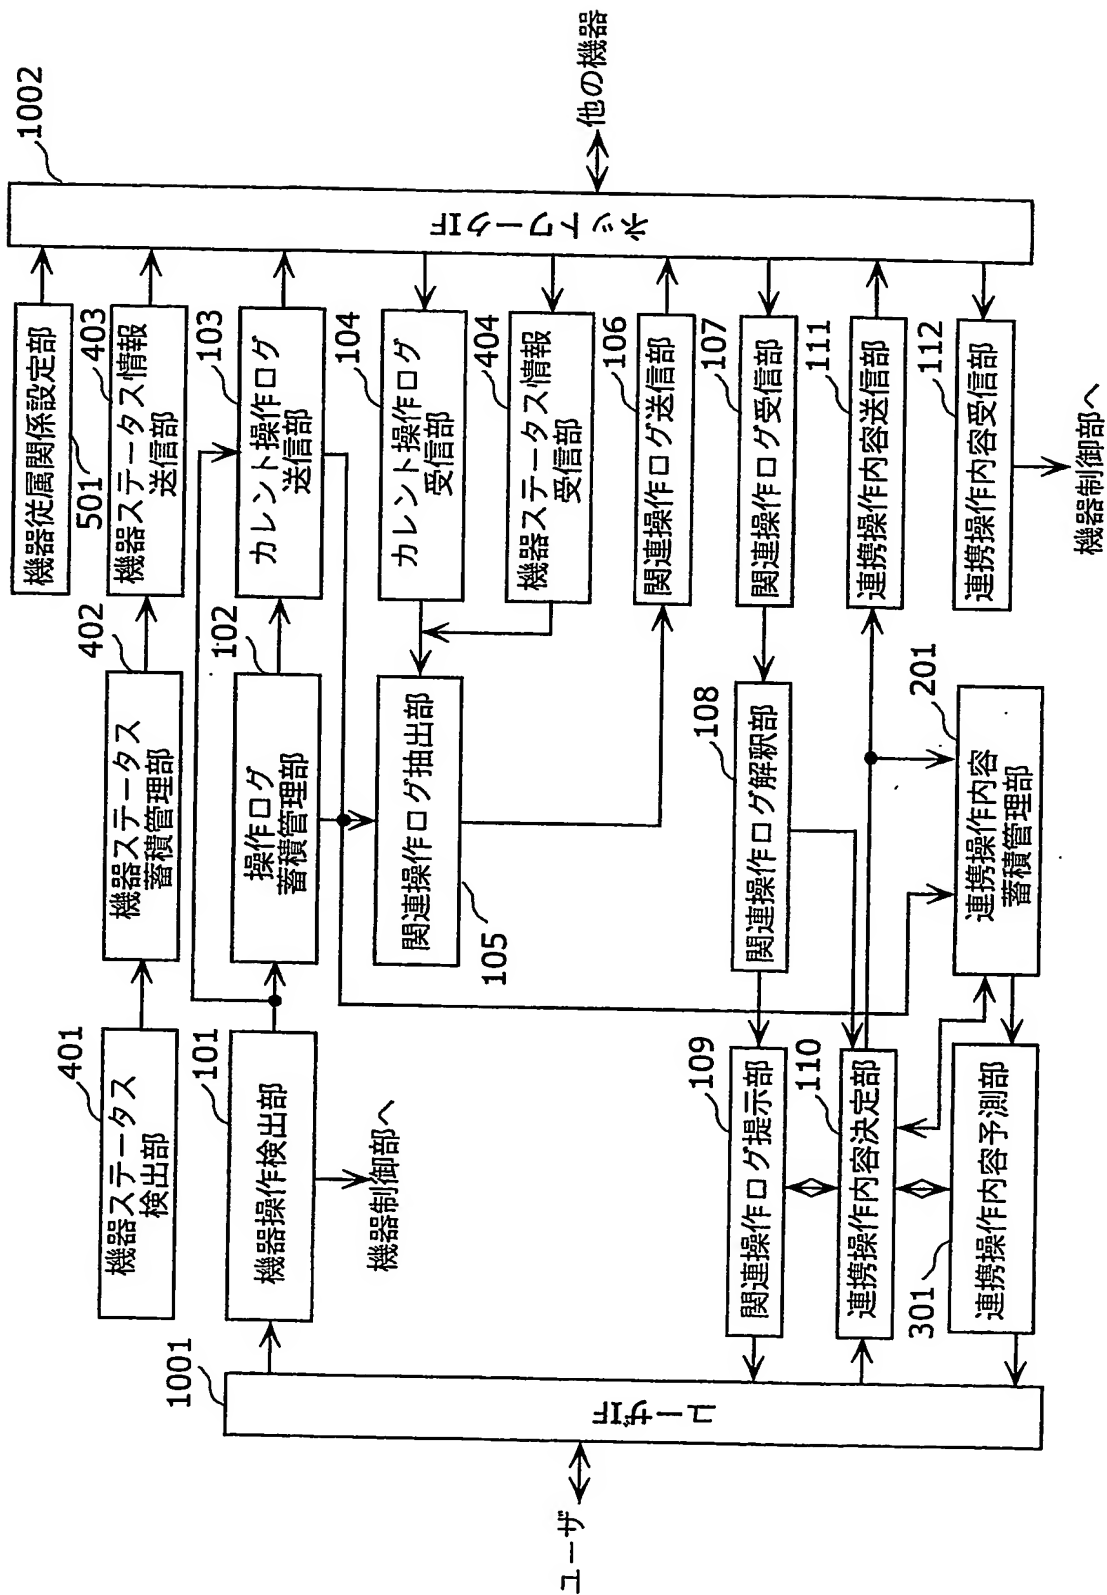 1002
他の機器
ネットワークIF
機器従属関係設定部
501
403
機器ステータス情報
送信部
103
カレント操作ログ
送信部
104
カレント操作ログ
受信部
404
機器ステータス情報
受信部
106
関連操作ログ送信部
107
関連操作ログ受信部
111
連携操作内容送信部
112
連携操作内容受信部
機器制御部へ
402
機器ステータス
蓄積管理部
102
操作ログ
蓄積管理部
関連操作ログ抽出部
105
108
関連操作ログ解釈部
201
連携操作内容
蓄積管理部
401
機器ステータス
検出部
101
機器操作検出部
機器制御部へ
109
関連操作ログ提示部
110
連携操作内容決定部
301
連携操作内容予測部
1001
ユーザIF
ユーザ